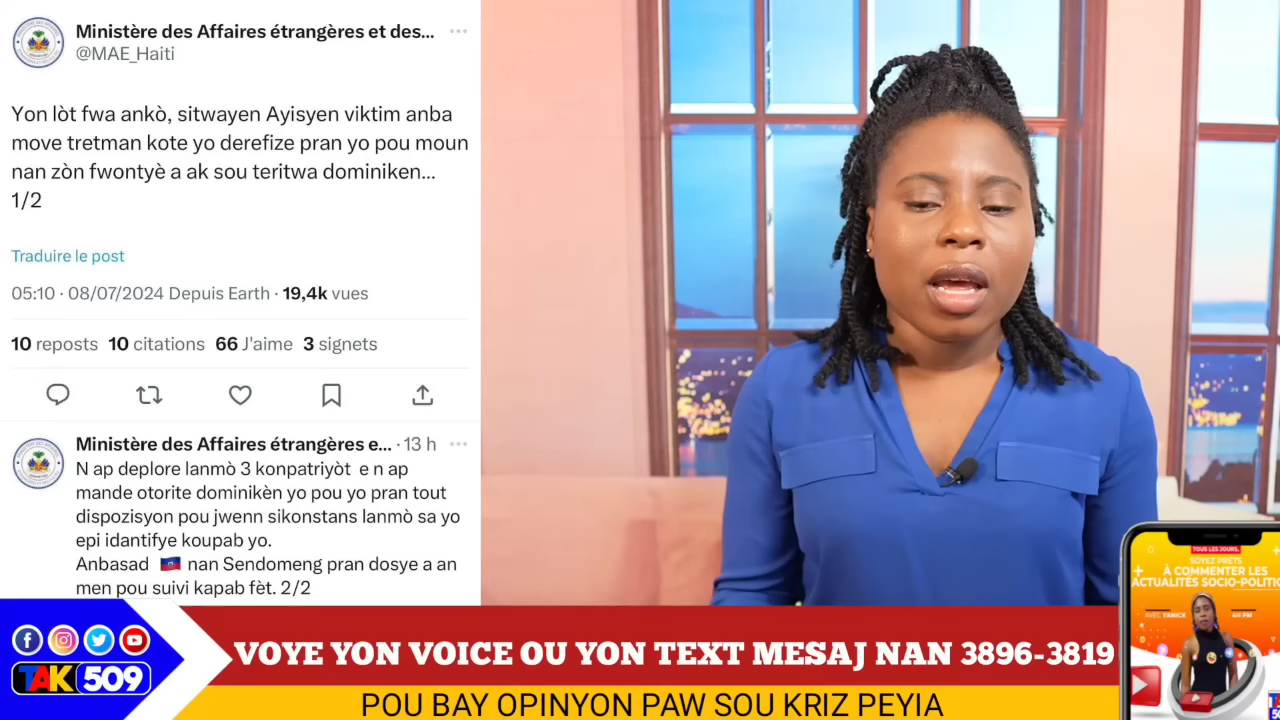 Ministère des Affaires étrangères et des...
@MAE_Haiti
Yon lòt fwa ankò, sitwayen Ayisyen viktim anba
move tretman kote yo derefize pran yo pou moun
nan zòn fwontyè a ak sou teritwa dominiken...
1/2
Traduire le post
05:10 · 08/07/2024 Depuis Earth · 19,4k vues
10 reposts 10 citations 66 J'aime 3 signets
Ministère des Affaires étrangères e... · 13 h
N ap deplore lanmò 3 konpatriyòt e n ap
mande otorite dominikèn yo pou yo pran tout
dispozisyon pou jwenn sikonstans lanmò sa yo
epi idantifye koupab yo.
Anbasad 🇭🇹 nan Sendomeng pran dosye a an
men pou suivi kapab fèt. 2/2
TOUS LES JOURS,
SOYEZ PRÊTS
À COMMENTER LES
ACTUALITÉS SOCIO-POLITI
AVEC YANICK
4H PM
TAK 509
VOYE YON VOICE OU YON TEXT MESAJ NAN 3896-3819
POU BAY OPINYON PAW SOU KRIZ PEYIA